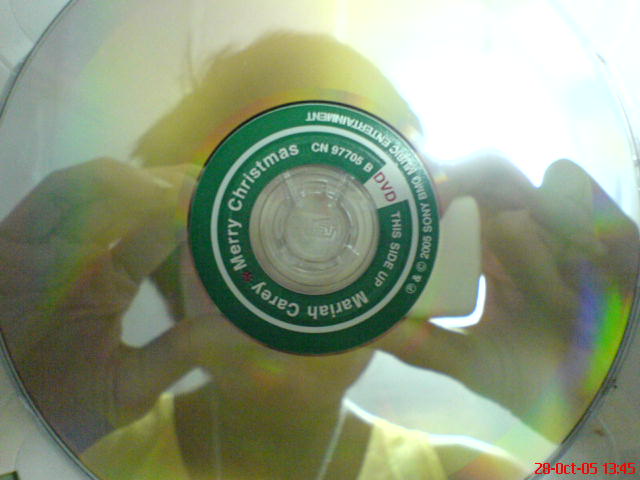 Mariah Carey * Merry Christmas
CN 97705 B
DVD
THIS SIDE UP
℗ & © 2005 SONY BMG MUSIC ENTERTAINMENT
28-Oct-05 13:45